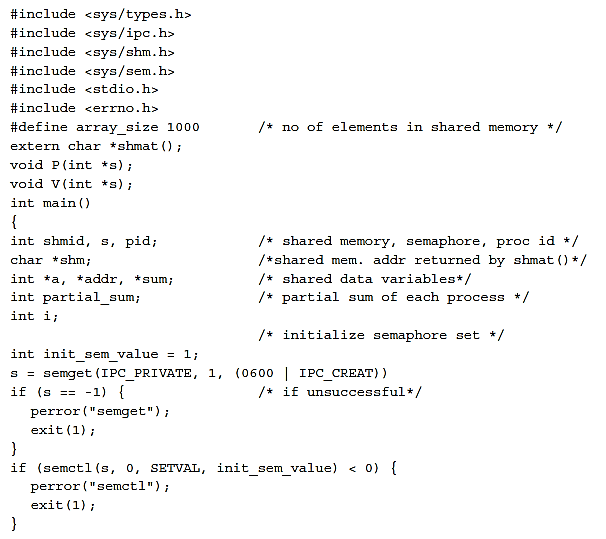 #include <sys/types.h>
#include <sys/ipc.h>
#include <sys/shm.h>
#include <sys/sem.h>
#include <stdio.h>
#include <errno.h>
#define array_size 1000 /* no of elements in shared memory */
extern char *shmat();
void P(int *s);
void V(int *s);
int main()
{
int shmid, s, pid; /* shared memory, semaphore, proc id */
char *shm; /*shared mem. addr returned by shmat()*/
int *a, *addr, *sum; /* shared data variables*/
int partial_sum; /* partial sum of each process */
int i;
/* initialize semaphore set */
int init_sem_value = 1;
s = semget(IPC_PRIVATE, 1, (0600 | IPC_CREAT))
if (s == -1) { /* if unsuccessful*/
perror("semget");
exit(1);
}
if (semctl(s, 0, SETVAL, init_sem_value) < 0) {
perror("semctl");
exit(1);
}